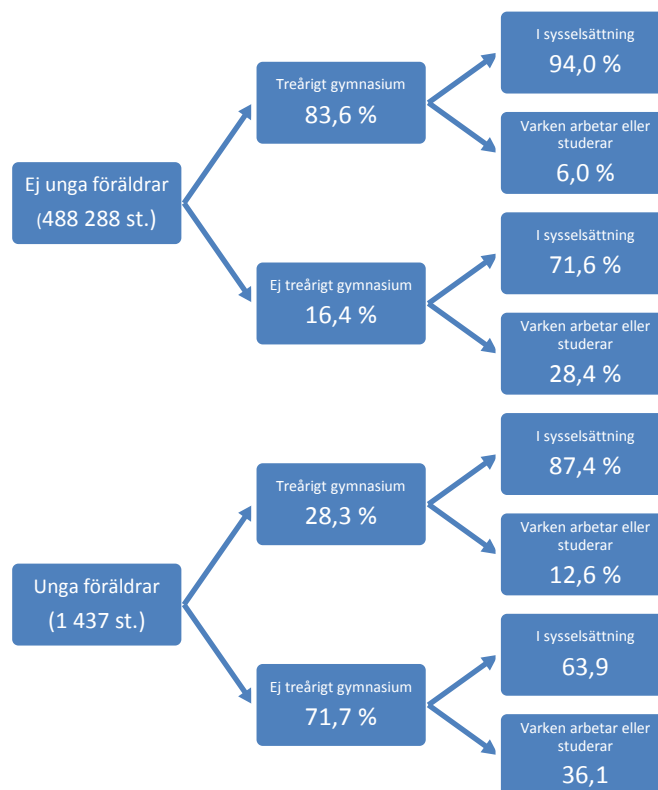 I sysselsättning
94,0 %
Treårigt gymnasium
83,6 %
Varken arbetar eller
studerar
6,0 %
Ej unga föräldrar
(488 288 st.)
I sysselsättning
71,6 %
Ej treårigt gymnasium
16,4 %
Varken arbetar eller
studerar
28,4 %
I sysselsättning
87,4 %
Treårigt gymnasium
28,3 %
Varken arbetar eller
studerar
12,6 %
Unga föräldrar
(1 437 st.)
I sysselsättning
63,9
Ej treårigt gymnasium
71,7 %
Varken arbetar eller
studerar
36,1